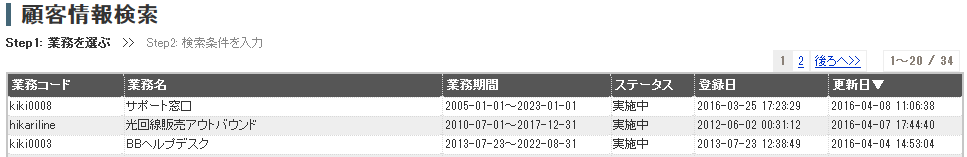 顧客情報検索
Step1: 業務を選ぶ >> Step2: 検索条件を入力
1 2 後ろへ>> 1～20 / 34
業務コード 業務名 業務期間 ステータス 登録日 更新日▼
kiki0008 サポート窓口 2005-01-01～2023-01-01 実施中 2016-03-25 17:23:29 2016-04-08 11:06:38
hikariline 光回線販売アウトバウンド 2010-07-01～2017-12-31 実施中 2012-06-02 00:31:12 2016-04-07 17:44:40
kiki0003 BBヘルプデスク 2013-07-23～2022-08-31 実施中 2013-07-23 12:38:49 2016-04-04 14:53:04